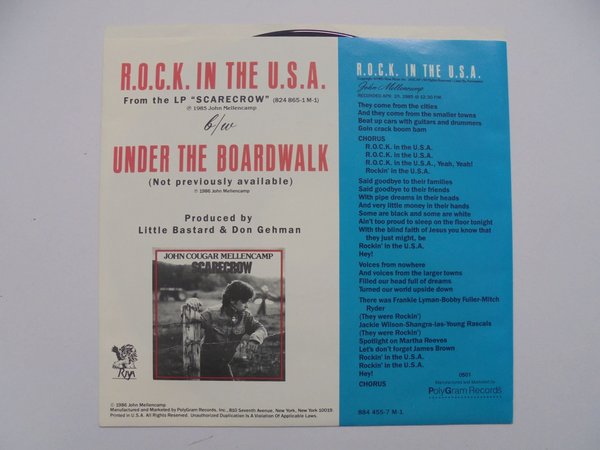 R.O.C.K. IN THE U.S.A.
From the LP "SCARECROW" (824 865-1 M-1)
℗ 1985 John Mellencamp
b/w
UNDER THE BOARDWALK
(Not previously available)
℗ 1986 John Mellencamp
Produced by
Little Bastard & Don Gehman
JOHN COUGAR MELLENCAMP
SCARECROW
Riva
© 1986 John Mellencamp
Manufactured and Marketed by PolyGram Records, Inc., 810 Seventh Avenue, New York, New York 10019.
Printed in U.S.A. All Rights Reserved. Unauthorized Duplication Is A Violation Of Applicable Laws.
R.O.C.K. IN THE U.S.A.
John Mellencamp
RECORDED APR. 29, 1985 @ 12:30 P.M.
They come from the cities
And they come from the smaller towns
Beat up cars with guitars and drummers
Goin crack boom bam
CHORUS
R.O.C.K. in the U.S.A.
R.O.C.K. in the U.S.A.
R.O.C.K. in the U.S.A., Yeah, Yeah!
Rockin' in the U.S.A.
Said goodbye to their families
Said goodbye to their friends
With pipe dreams in their heads
And very little money in their hands
Some are black and some are white
Ain't too proud to sleep on the floor tonight
With the blind faith of Jesus you know that
they just might, be
Rockin' in the U.S.A.
Hey!
Voices from nowhere
And voices from the larger towns
Filled our head full of dreams
Turned our world upside down
There was Frankie Lyman-Bobby Fuller-Mitch
Ryder
(They were Rockin')
Jackie Wilson-Shangra-las-Young Rascals
(They were Rockin')
Spotlight on Martha Reeves
Let's don't forget James Brown
Rockin' in the U.S.A.
Rockin' in the U.S.A.
Hey!
CHORUS
0601
Manufactured and Marketed by
PolyGram Records
884 455-7 M-1